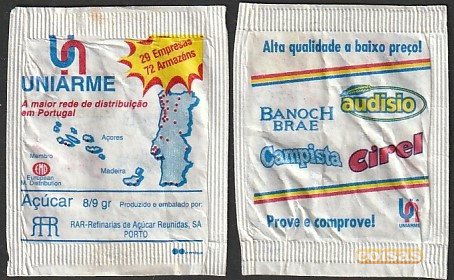 UNIARME
A maior rede de distribuição
em Portugal
29 Empresas
72 Armazéns
Açores
Madeira
Membro
EMD
European
M. Distribution
Açúcar 8/9 gr Produzido e embalado por:
RAR-Refinarias de Açúcar Reunidas, SA
PORTO
Alta qualidade a baixo preço!
audisio
BANOCH
BRAE
Campista
Cirel
Prove e comprove!
UNIARME
coisas